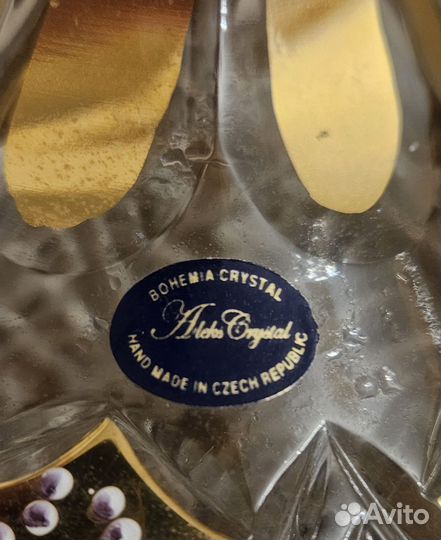 BOHEMIA CRYSTAL
Aleks Crystal
HAND MADE IN CZECH REPUBLIC
Avito